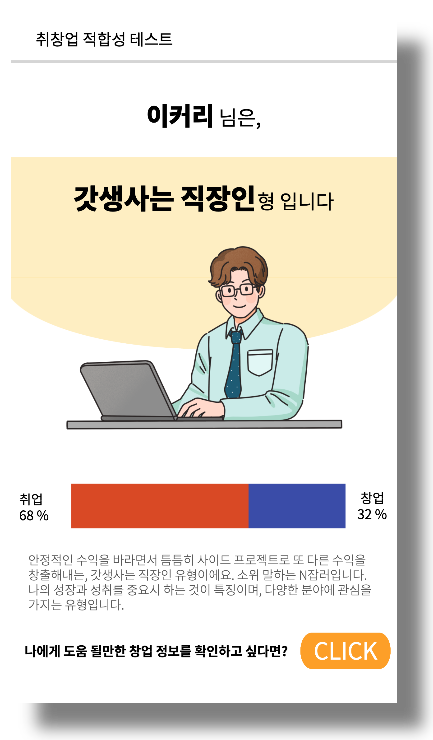 취창업 적합성 테스트
이커리 님은,
갓생사는 직장인형 입니다
취업
68 %
창업
32 %
안정적인 수익을 바라면서 틈틈히 사이드 프로젝트로 또 다른 수익을
창출해내는, 갓생사는 직장인 유형이에요. 소위 말하는 N잡러입니다.
나의 성장과 성취를 중요시 하는 것이 특징이며, 다양한 분야에 관심을
가지는 유형입니다.
나에게 도움 될만한 창업 정보를 확인하고 싶다면?
CLICK